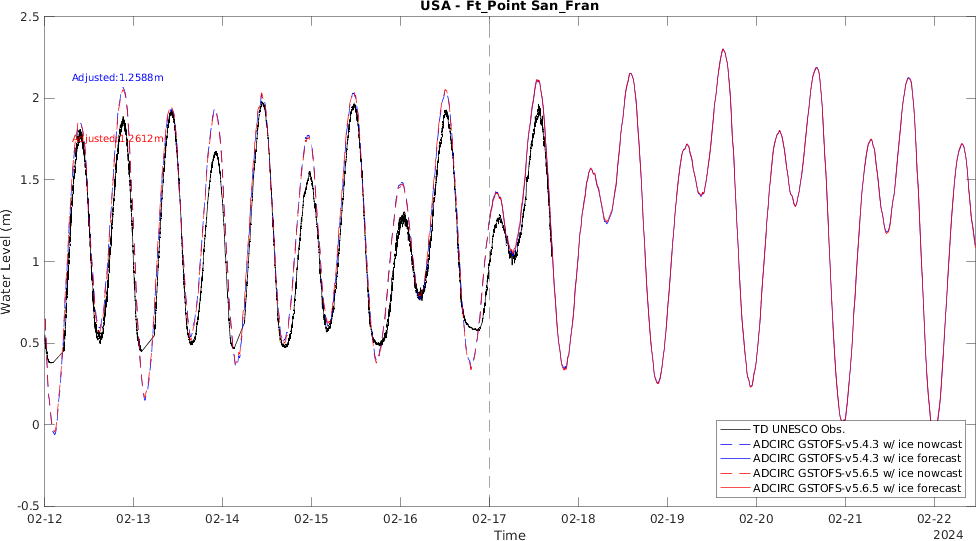 USA - Ft_Point San_Fran
2.5
2
1.5
1
0.5
0
-0.5
Water Level (m)
Adjusted:1.2588m
Adjusted:1.2612m
TD UNESCO Obs.
ADCIRC GSTOFS-v5.4.3 w/ ice nowcast
ADCIRC GSTOFS-v5.4.3 w/ ice forecast
ADCIRC GSTOFS-v5.6.5 w/ ice nowcast
ADCIRC GSTOFS-v5.6.5 w/ ice forecast
02-12 02-13 02-14 02-15 02-16 02-17 02-18 02-19 02-20 02-21 02-22
Time
2024